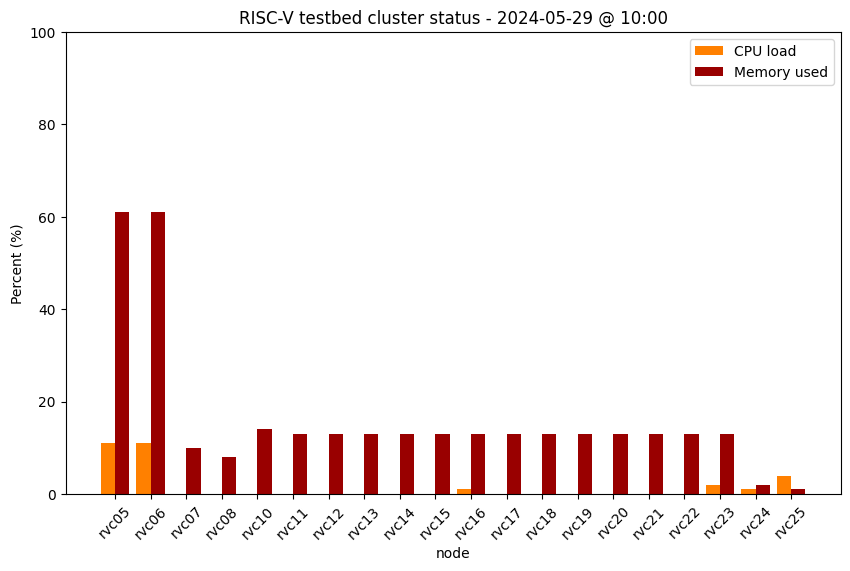 RISC-V testbed cluster status - 2024-05-29 @ 10:00
CPU load
Memory used
Percent (%)
100
80
60
40
20
0
rvc05
rvc06
rvc07
rvc08
rvc10
rvc11
rvc12
rvc13
rvc14
rvc15
rvc16
rvc17
rvc18
rvc19
rvc20
rvc21
rvc22
rvc23
rvc24
rvc25
node